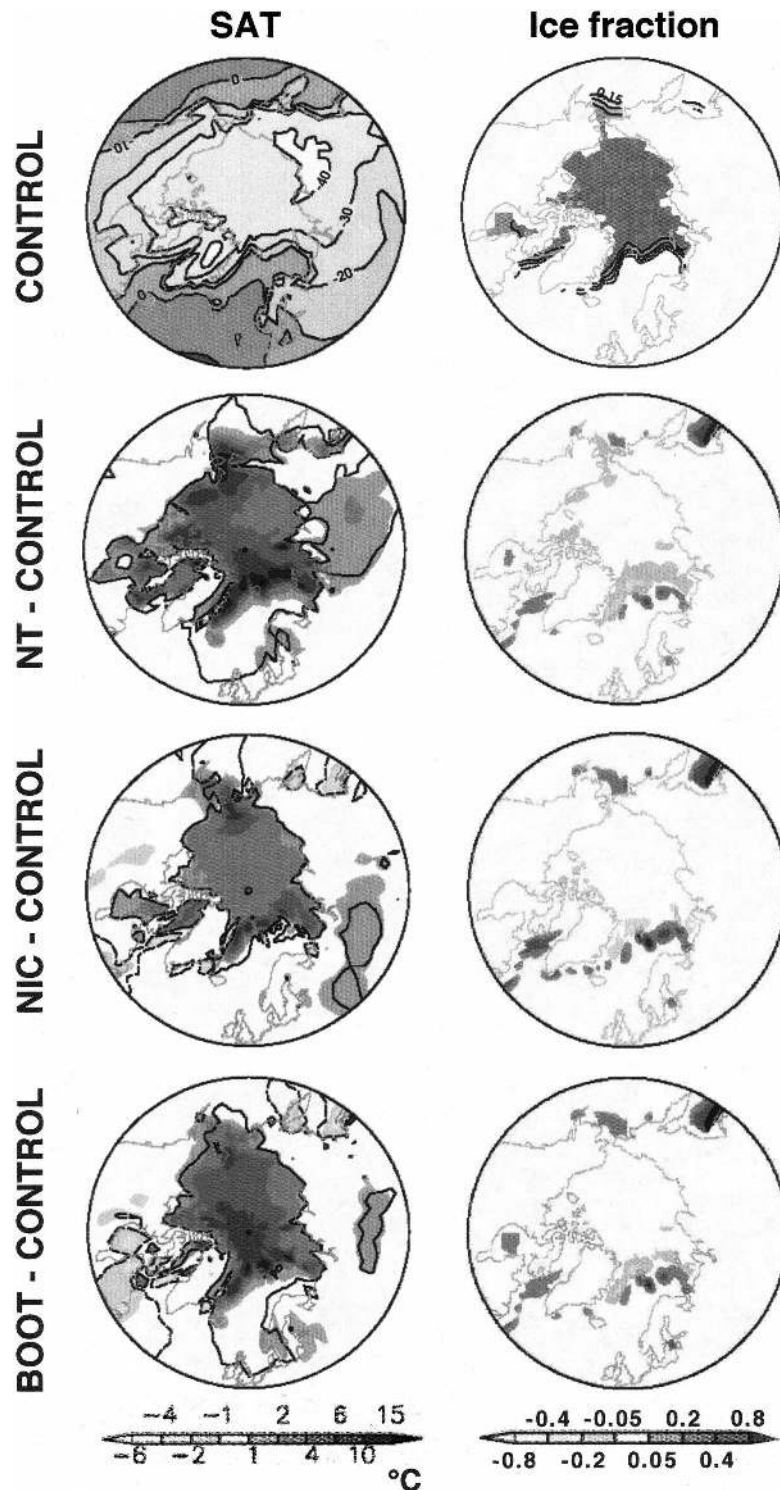 SAT Ice fraction
CONTROL
0
-10
-40
-30
-20
0
0.15
NT - CONTROL
NIC - CONTROL
BOOT - CONTROL
-4 -1 2 6 15
-6 -2 1 4 10
°C
-0.4 -0.05 0.2 0.8
-0.8 -0.2 0.05 0.4